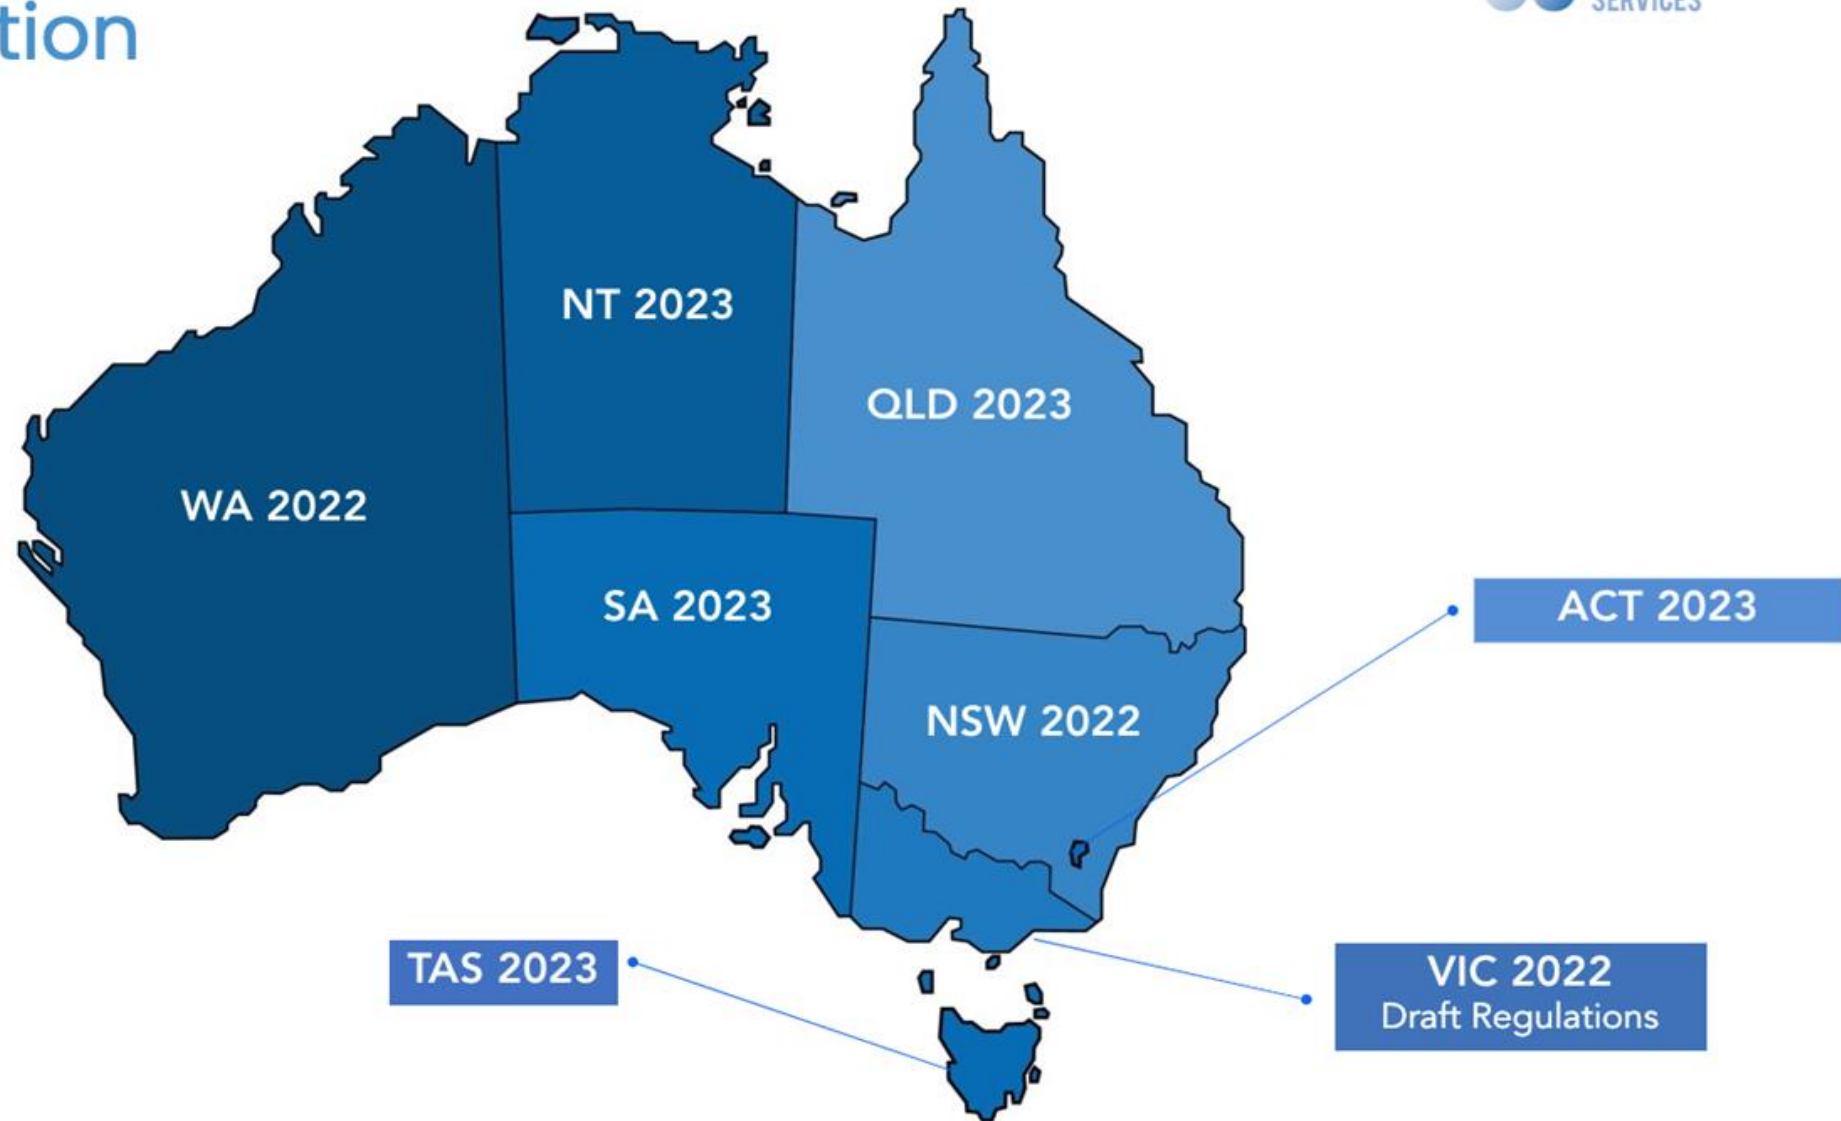 tion
SERVICES
NT 2023
QLD 2023
WA 2022
SA 2023
ACT 2023
NSW 2022
TAS 2023
VIC 2022
Draft Regulations